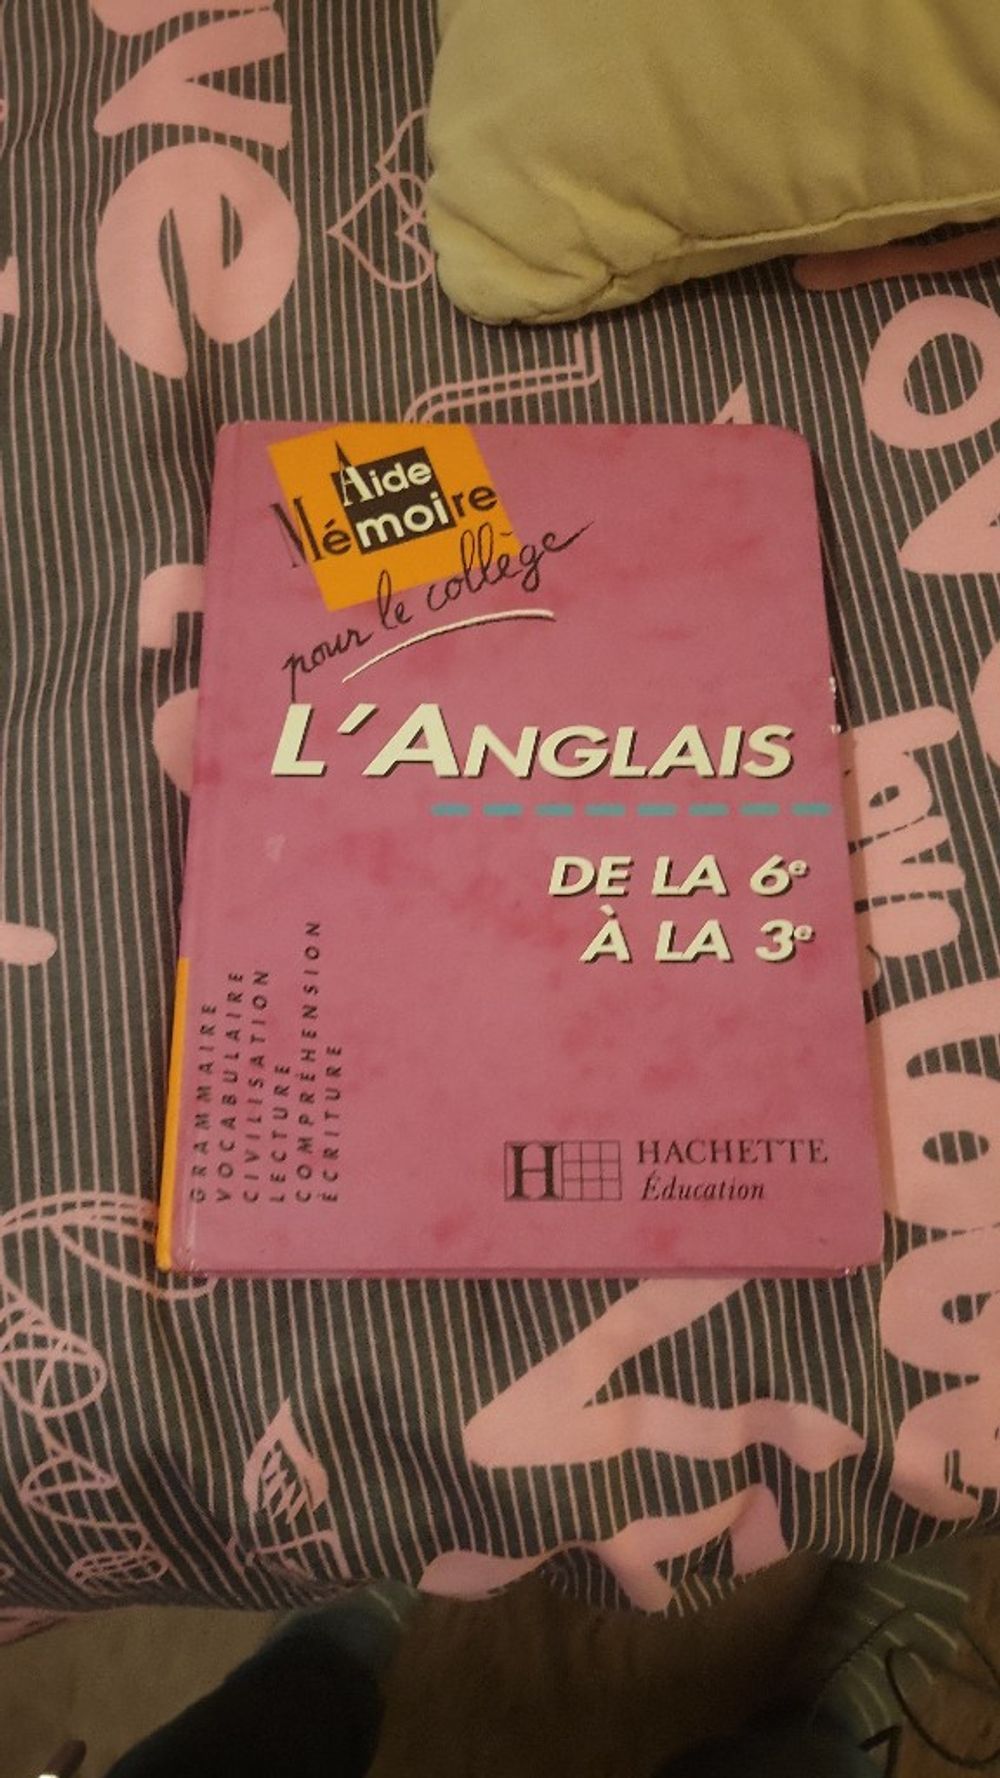 Aide
Mémoire
pour le collège
L'ANGLAIS
DE LA 6e
À LA 3e
GRAMMAIRE
VOCABULAIRE
CIVILISATION
LECTURE
COMPRÉHENSION
ÉCRITURE
H
HACHETTE
Éducation